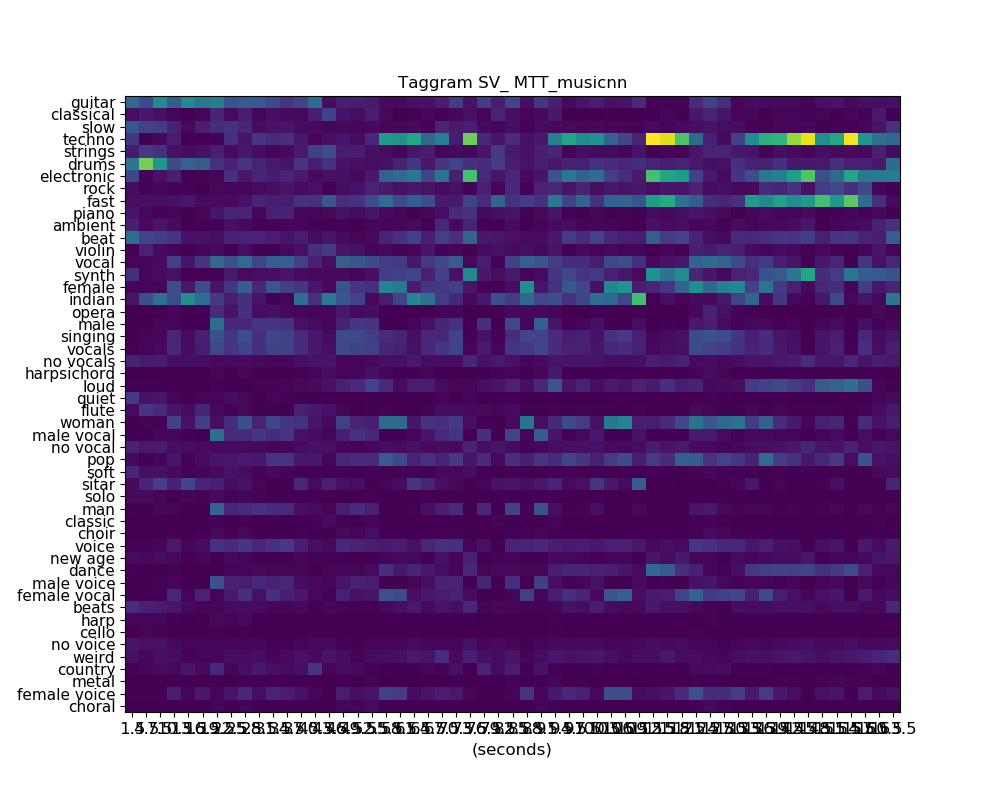 Taggram SV_ MTT_musicnn
guitar
classical
slow
techno
strings
drums
electronic
rock
fast
piano
ambient
beat
violin
vocal
synth
female
indian
opera
male
singing
vocals
no vocals
harpsichord
loud
quiet
flute
woman
male vocal
no vocal
pop
soft
sitar
solo
man
classic
choir
voice
new age
dance
male voice
female vocal
beats
harp
cello
no voice
weird
country
metal
female voice
choral
(seconds)